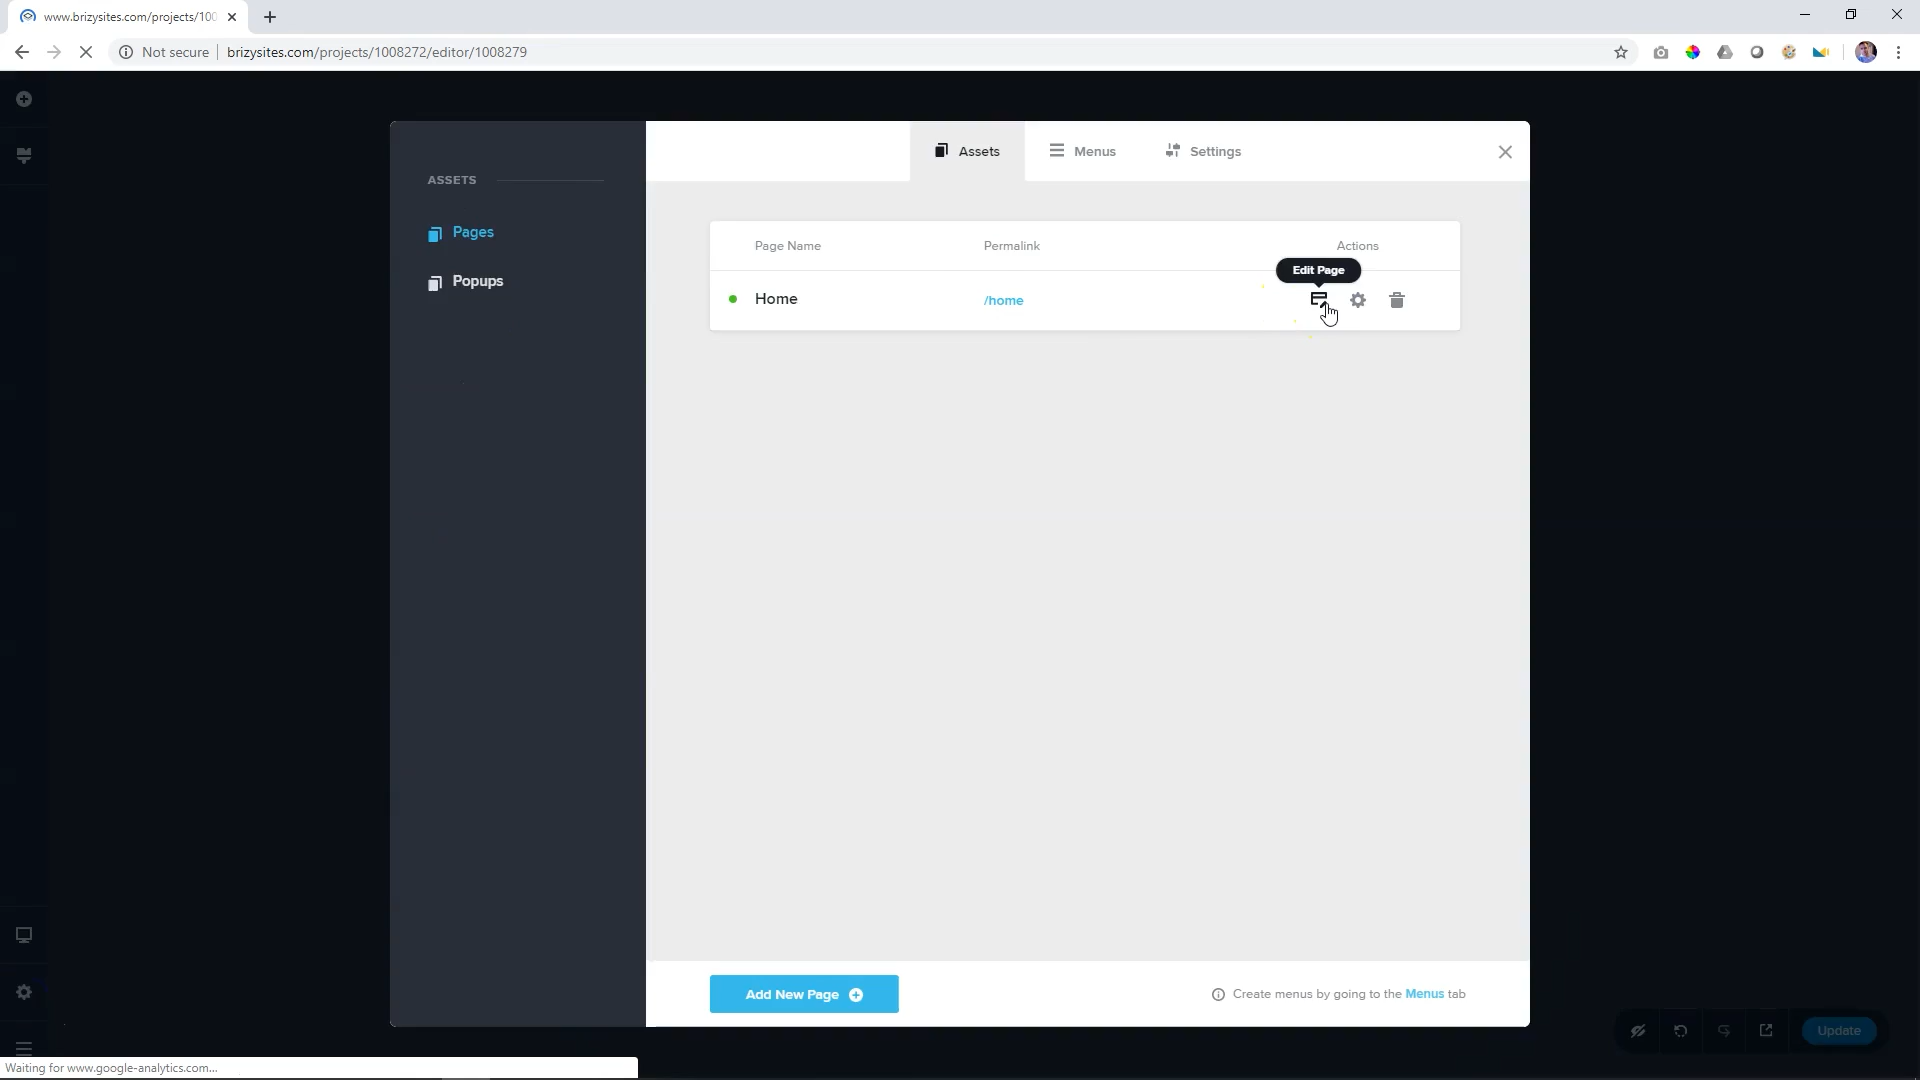 www.brizysites.com/projects/100
Not secure
brizysites.com/projects/1008272/editor/1008279
Assets
Menus
Settings
ASSETS
Pages
Popups
Page Name
Permalink
Actions
Edit Page
Home
/home
Add New Page
Create menus by going to the Menus tab
Update
Waiting for www.google-analytics.com...